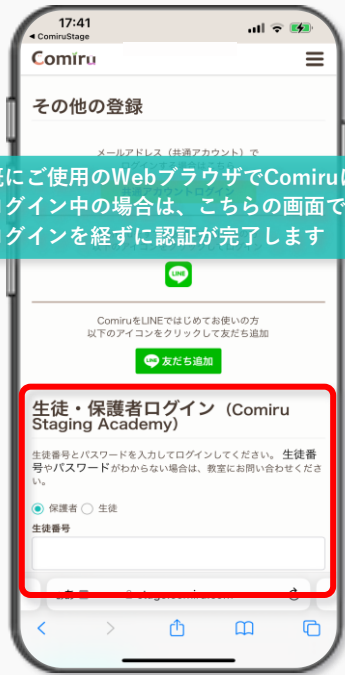 17:41
◀ ComiruStage
Comiru
その他の登録
メールアドレス（共通アカウント）で
にご使用のWebブラウザでComiruに
グイン中の場合は、こちらの画面で
グインを経ずに認証が完了します
LINE
ComiruをLINEではじめてお使いの方
以下のアイコンをクリックして友だち追加
友だち追加
生徒・保護者ログイン（Comiru
Staging Academy）
生徒番号とパスワードを入力してログインしてください。 生徒番
号やパスワードがわからない場合は、教室にお問い合わせくださ
い。
保護者 生徒
生徒番号